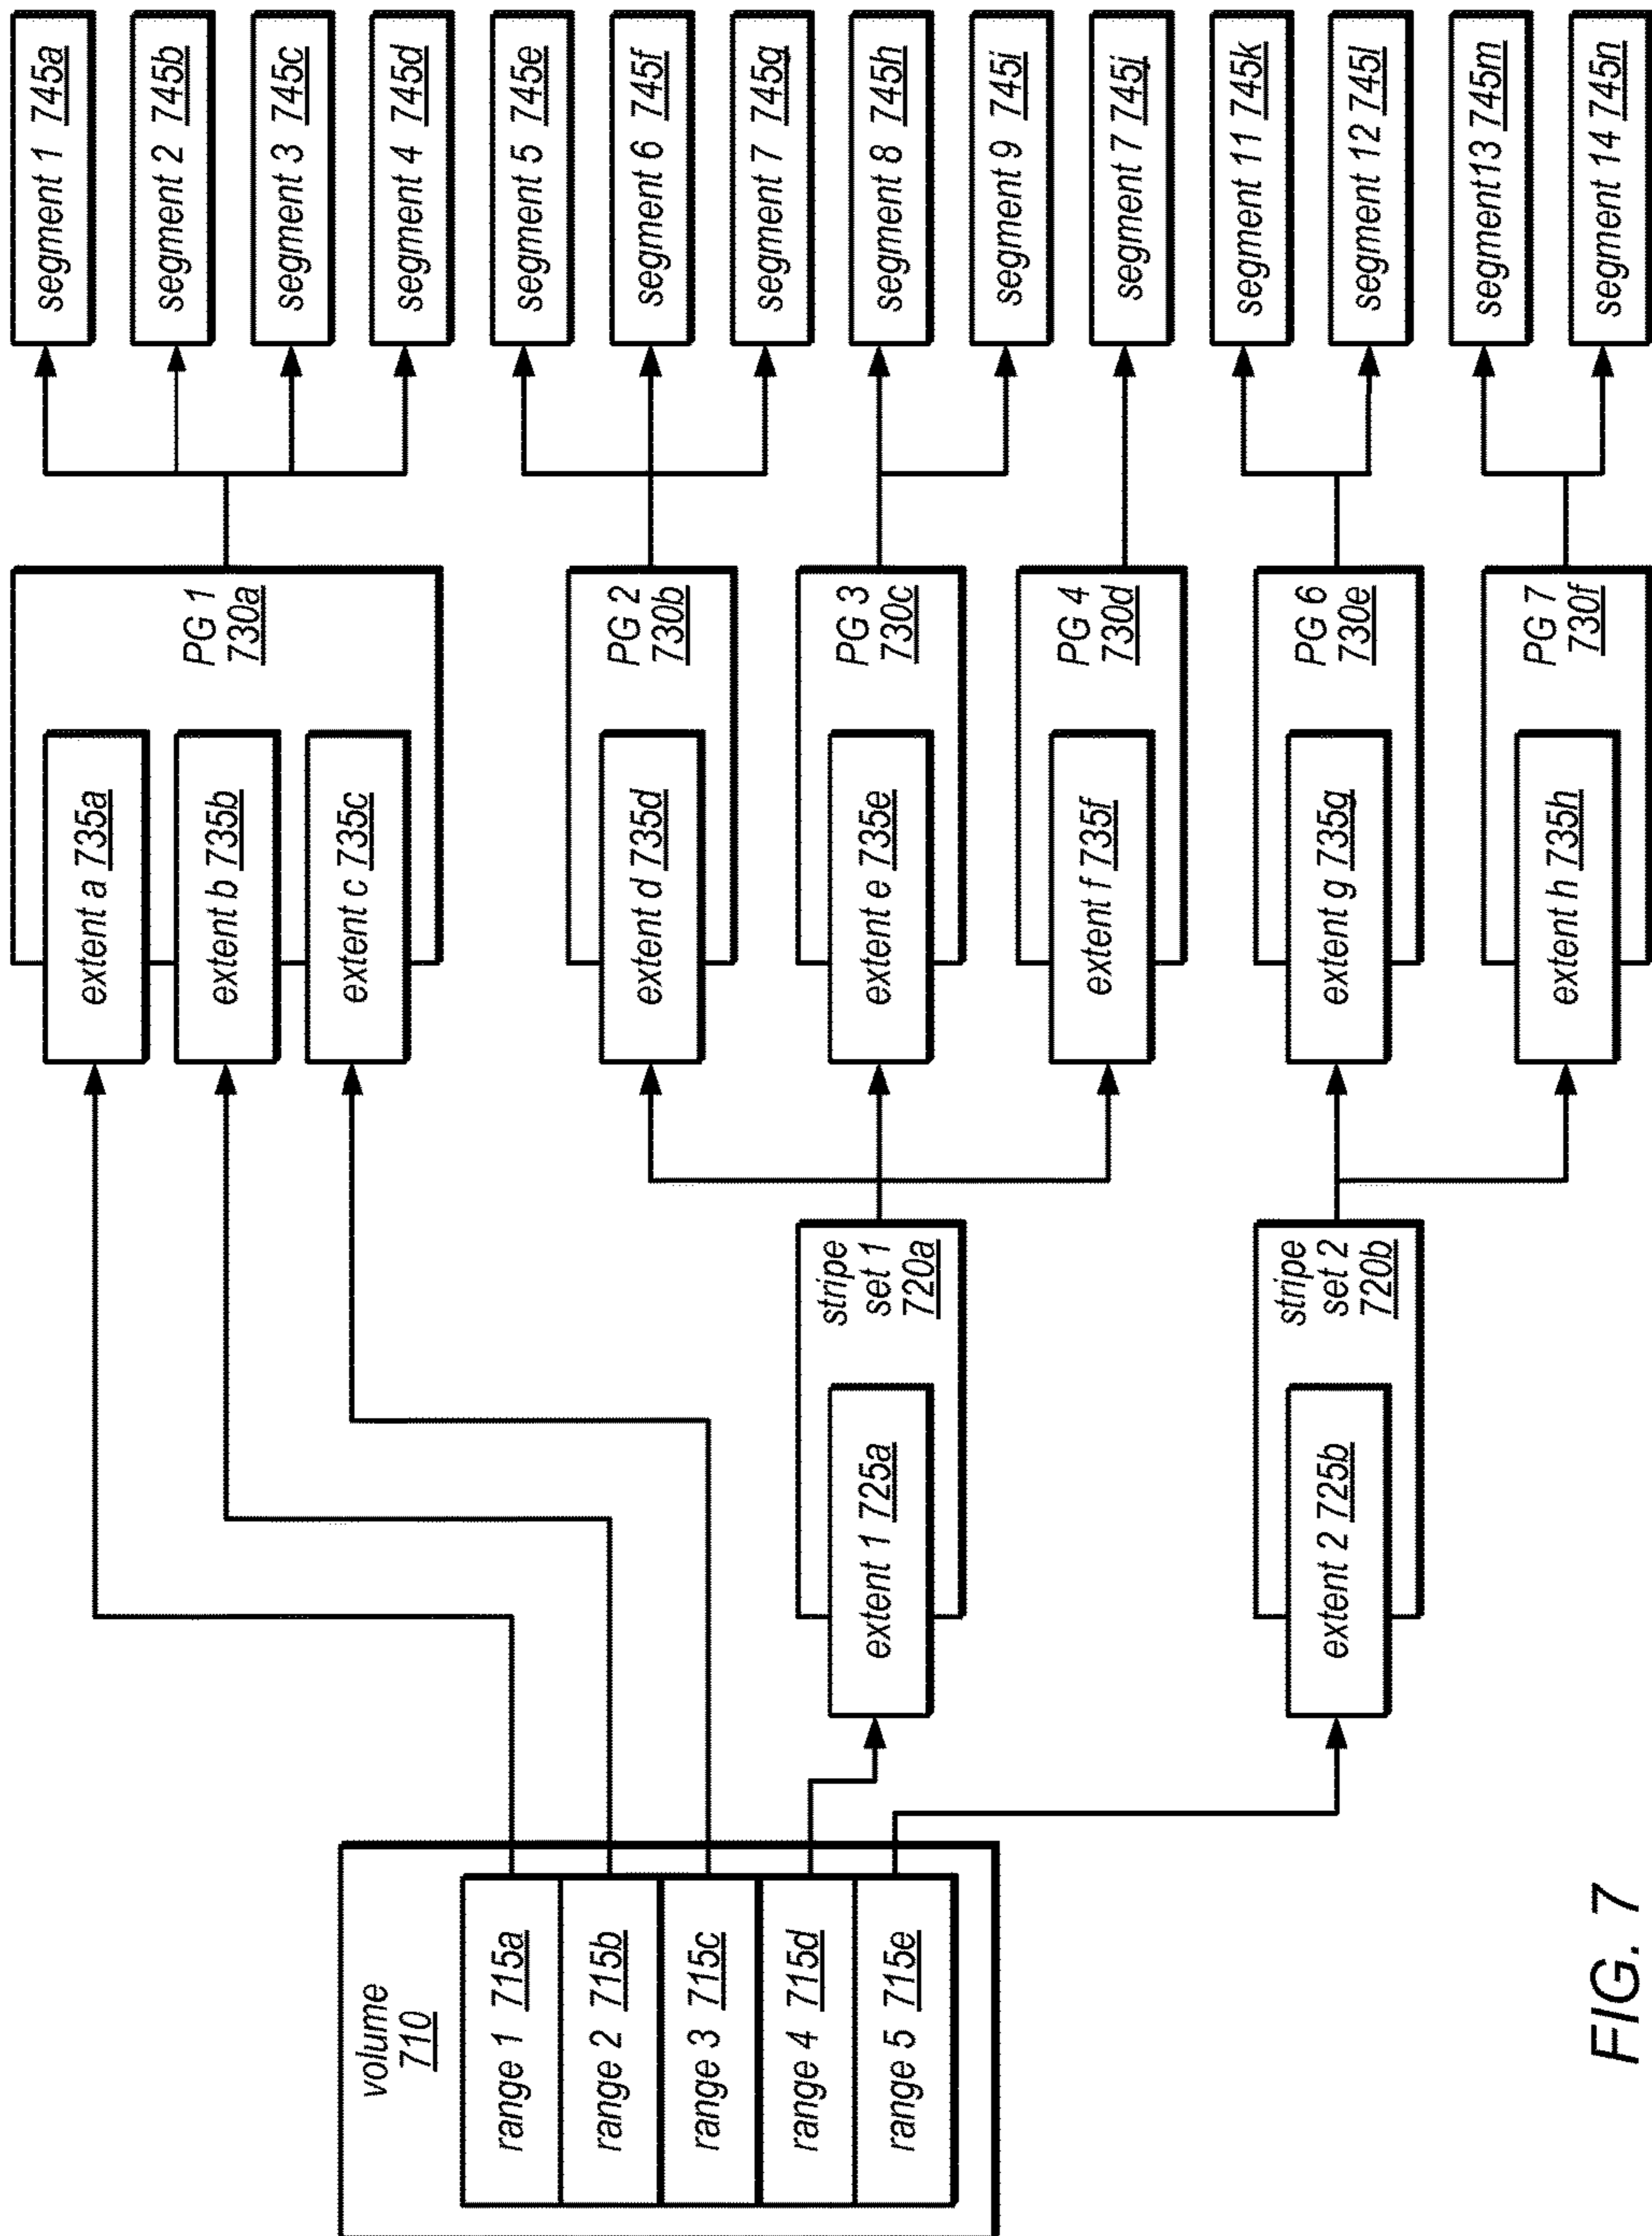 volume
710
range 1 715a
range 2 715b
range 3 715c
range 4 715d
range 5 715e
extent 1 725a
stripe
set 1
720a
extent 2 725b
stripe
set 2
720b
extent a 735a
extent b 735b
extent c 735c
PG 1
730a
extent d 735d
PG 2
730b
extent e 735e
PG 3
730c
extent f 735f
PG 4
730d
extent g 735g
PG 6
730e
extent h 735h
PG 7
730f
segment 1 745a
segment 2 745b
segment 3 745c
segment 4 745d
segment 5 745e
segment 6 745f
segment 7 745g
segment 8 745h
segment 9 745i
segment 7 745j
segment 11 745k
segment 12 745l
segment13 745m
segment 14 745n
FIG. 7